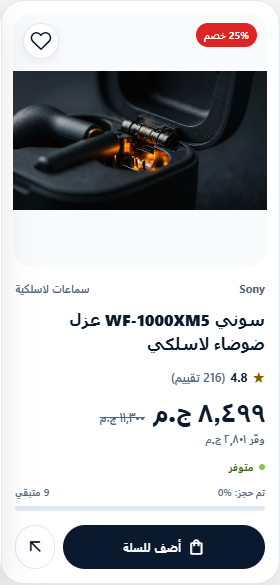 25% خصم
Sony
سماعات لاسلكية
سوني WF-1000XM5 عزل
ضوضاء لاسلكي
★ 4.8 (216 تقييم)
٨,٤٩٩ ج.م ١١,٣٠٠ ج.م
وفّر ٢,٨٠١ ج.م
متوفر
تم حجز: 0%
9 متبقي
أضف للسلة